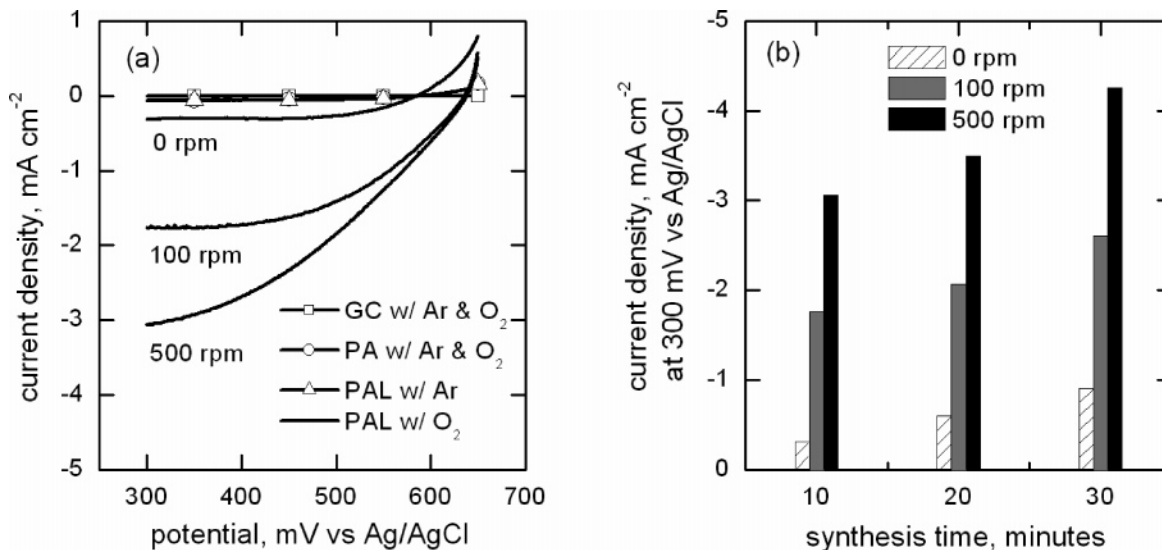 (a)
current density, mA cm⁻²
1
0
-1
-2
-3
-4
-5
0 rpm
100 rpm
500 rpm
GC w/ Ar & O₂
PA w/ Ar & O₂
PAL w/ Ar
PAL w/ O₂
300 400 500 600 700
potential, mV vs Ag/AgCl
(b)
current density, mA cm⁻²
at 300 mV vs Ag/AgCl
-5
-4
-3
-2
-1
0
0 rpm
100 rpm
500 rpm
10 20 30
synthesis time, minutes